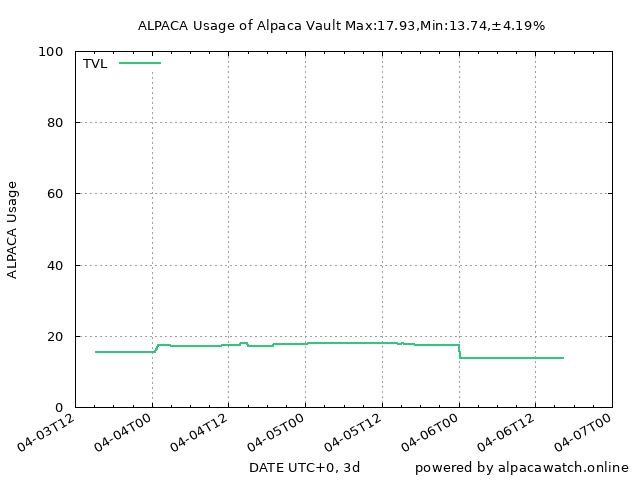 ALPACA Usage of Alpaca Vault Max:17.93,Min:13.74,±4.19%
100
TVL
80
60
ALPACA Usage
40
20
0
04-03T12
04-04T00
04-04T12
04-05T00
04-05T12
04-06T00
04-06T12
04-07T00
DATE UTC+0, 3d
powered by alpacawatch.online